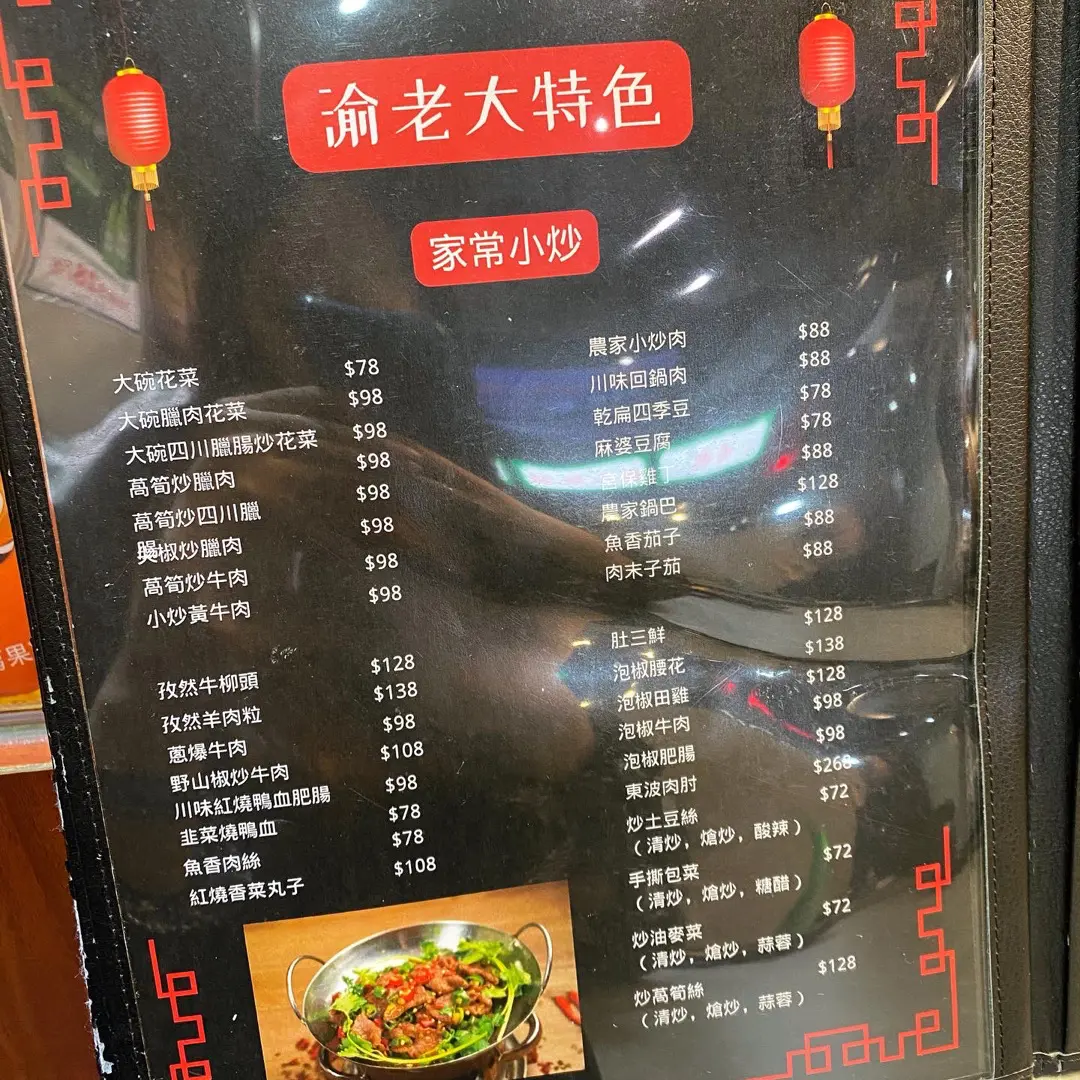 渝老大特色
家常小炒
大碗花菜 $78
大碗臘肉花菜 $98
大碗四川臘腸炒花菜 $98
萵筍炒臘肉 $98
萵筍炒四川臘腸 $98
炒臘肉 $98
萵筍炒牛肉 $98
小炒黃牛肉 $98
孜然牛柳頭 $128
孜然羊肉粒 $138
蔥爆牛肉 $98
野山椒炒牛肉 $108
川味紅燒鴨血肥腸 $98
韭菜燒鴨血 $78
魚香肉絲 $78
紅燒香菜丸子 $108
農家小炒肉 $88
川味回鍋肉 $88
乾扁四季豆 $78
麻婆豆腐 $78
宮保雞丁 $88
農家鍋巴 $128
魚香茄子 $88
肉末子茄 $88
肚三鮮 $128
泡椒腰花 $138
泡椒田雞 $128
泡椒牛肉 $98
泡椒肥腸 $98
東波肉肘 $268
炒土豆絲 $72
（清炒，熗炒，酸辣）
手撕包菜 $72
（清炒，熗炒，糖醋）
炒油麥菜 $72
（清炒，熗炒，蒜蓉）
炒萵筍絲 $128
（清炒，熗炒，蒜蓉）